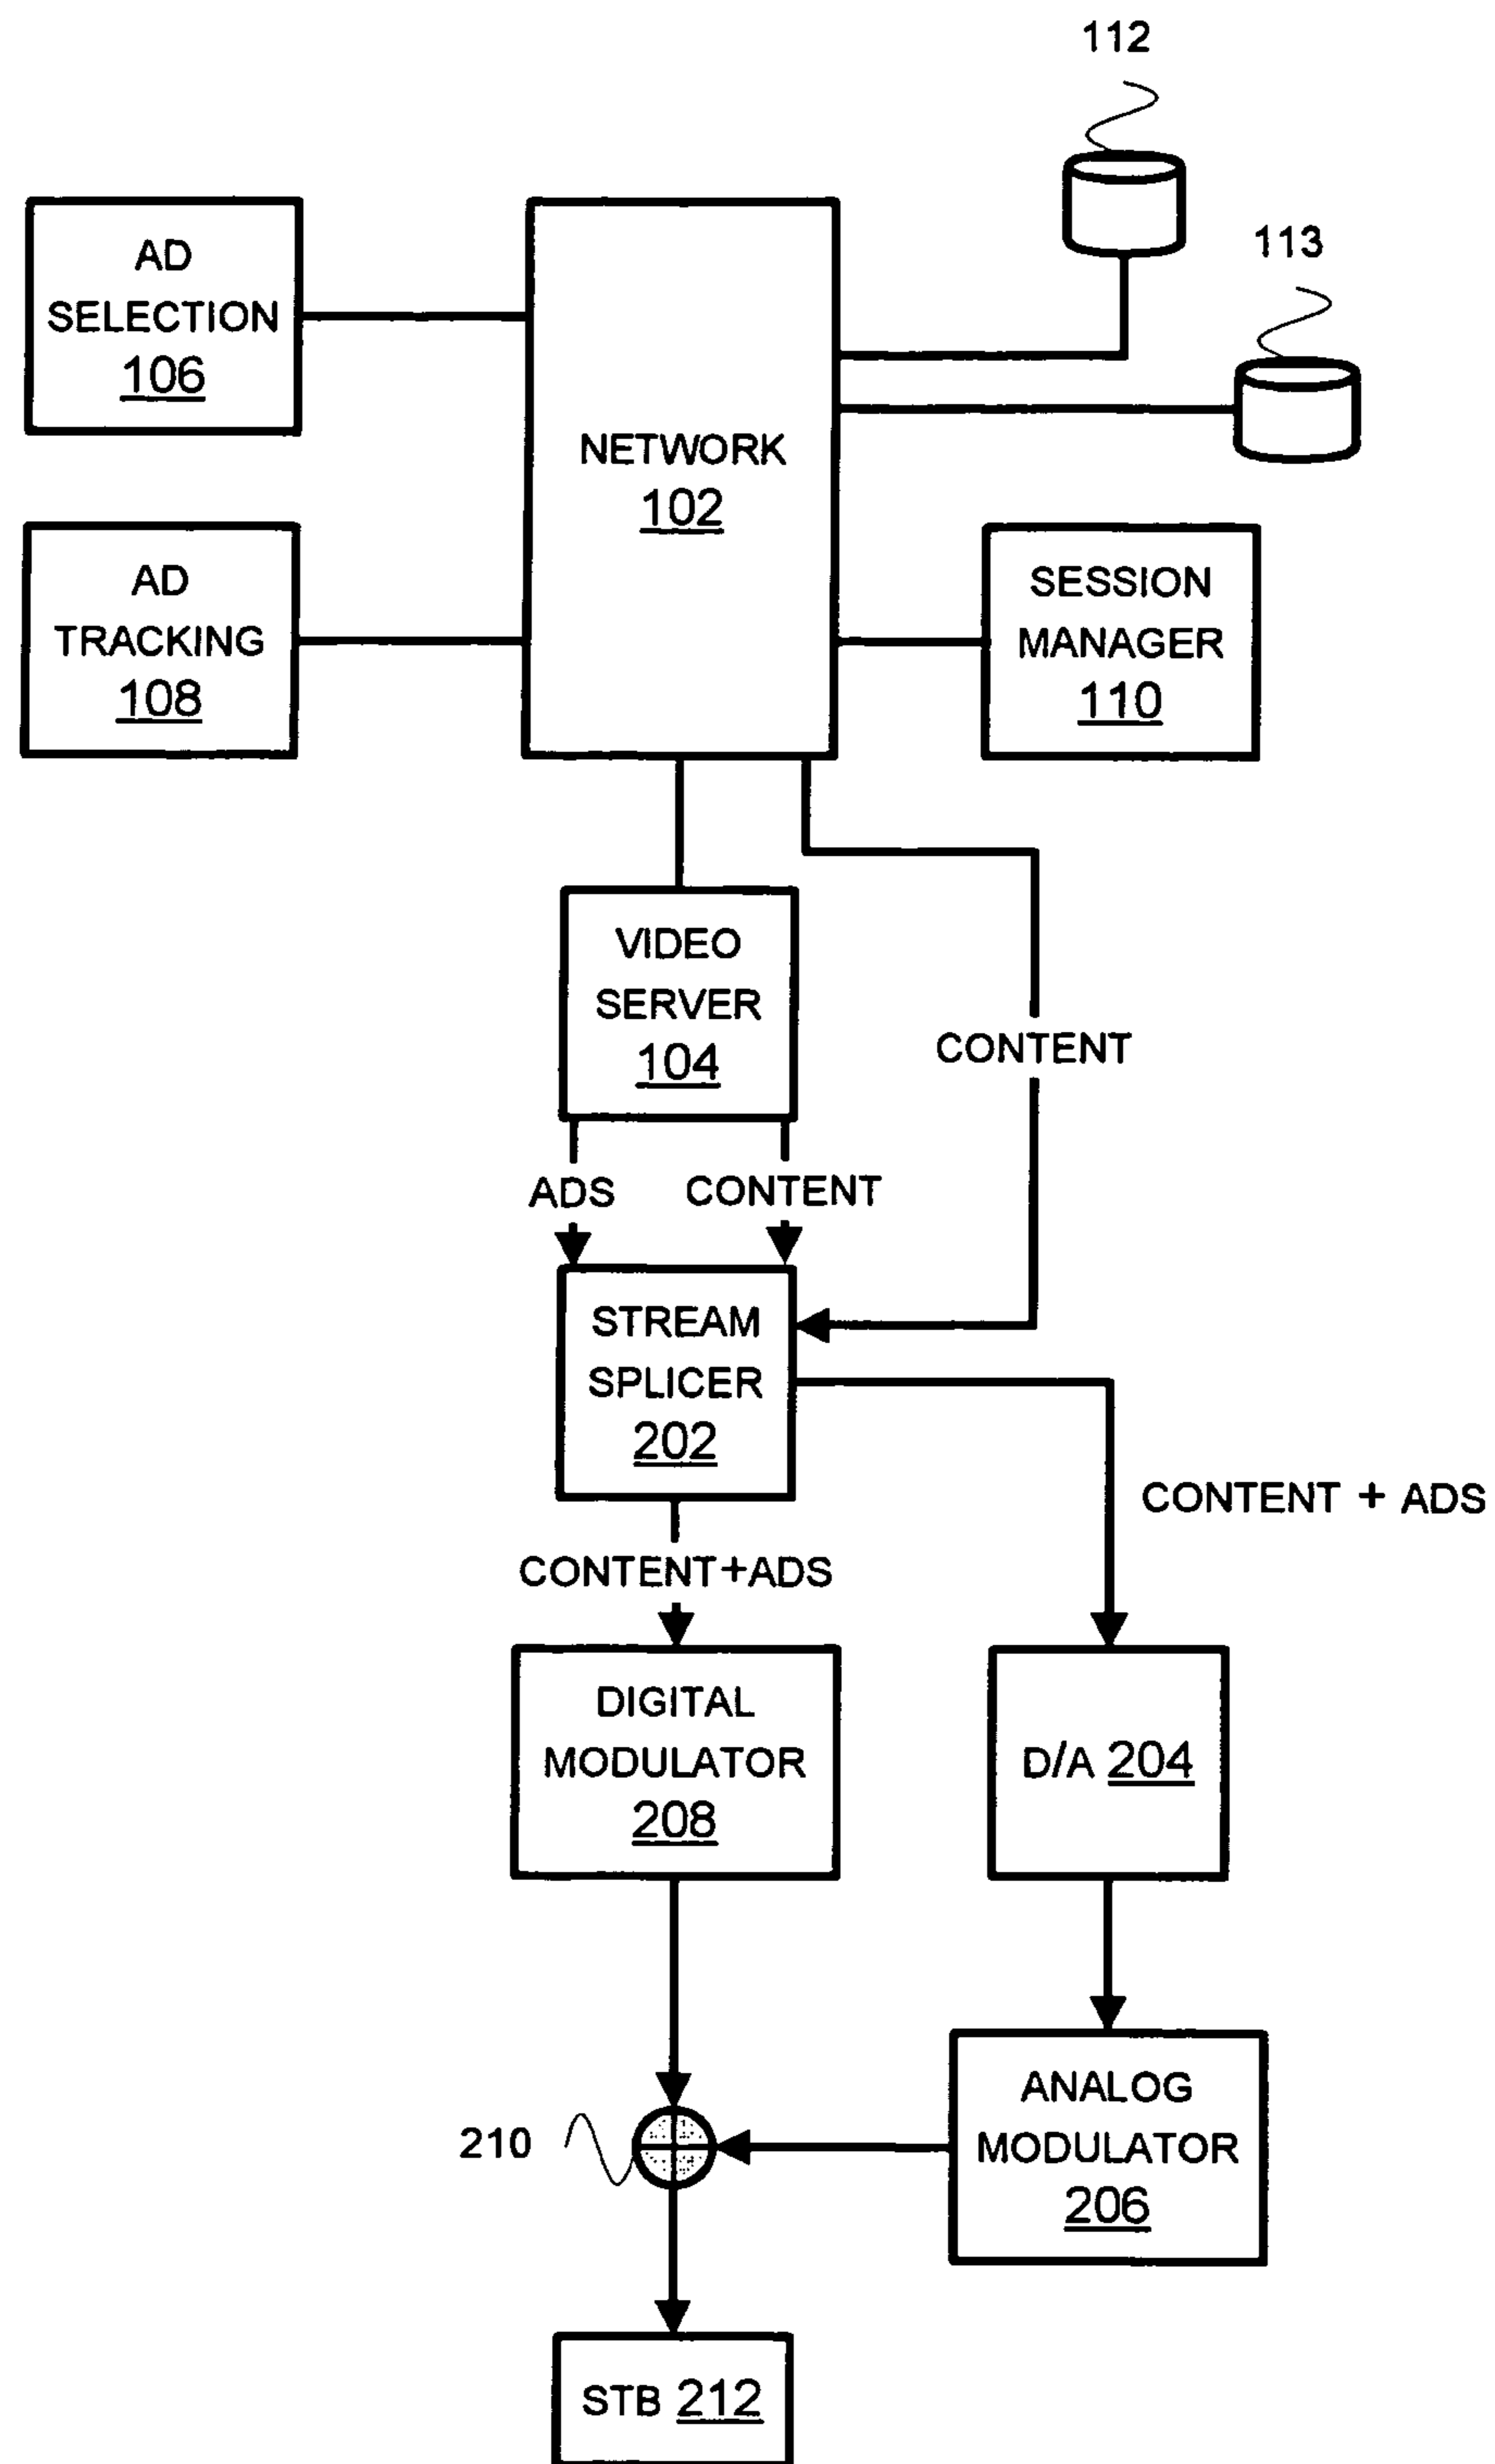 112
113
AD
SELECTION
106
NETWORK
102
AD
TRACKING
108
SESSION
MANAGER
110
VIDEO
SERVER
104
CONTENT
ADS
CONTENT
STREAM
SPLICER
202
CONTENT + ADS
CONTENT+ADS
DIGITAL
MODULATOR
208
D/A 204
ANALOG
MODULATOR
206
210
STB 212